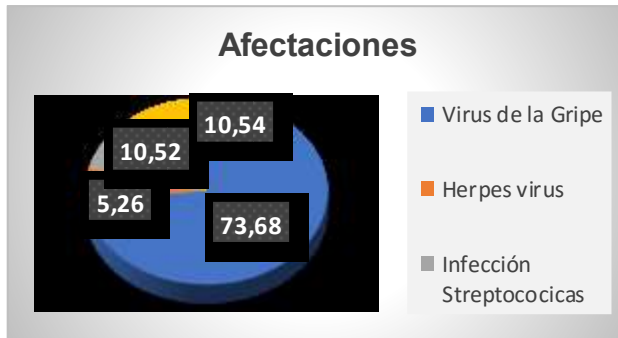 Afectaciones
10,54
10,52
5,26
73,68
Virus de la Gripe
Herpes virus
Infección
Streptococicas